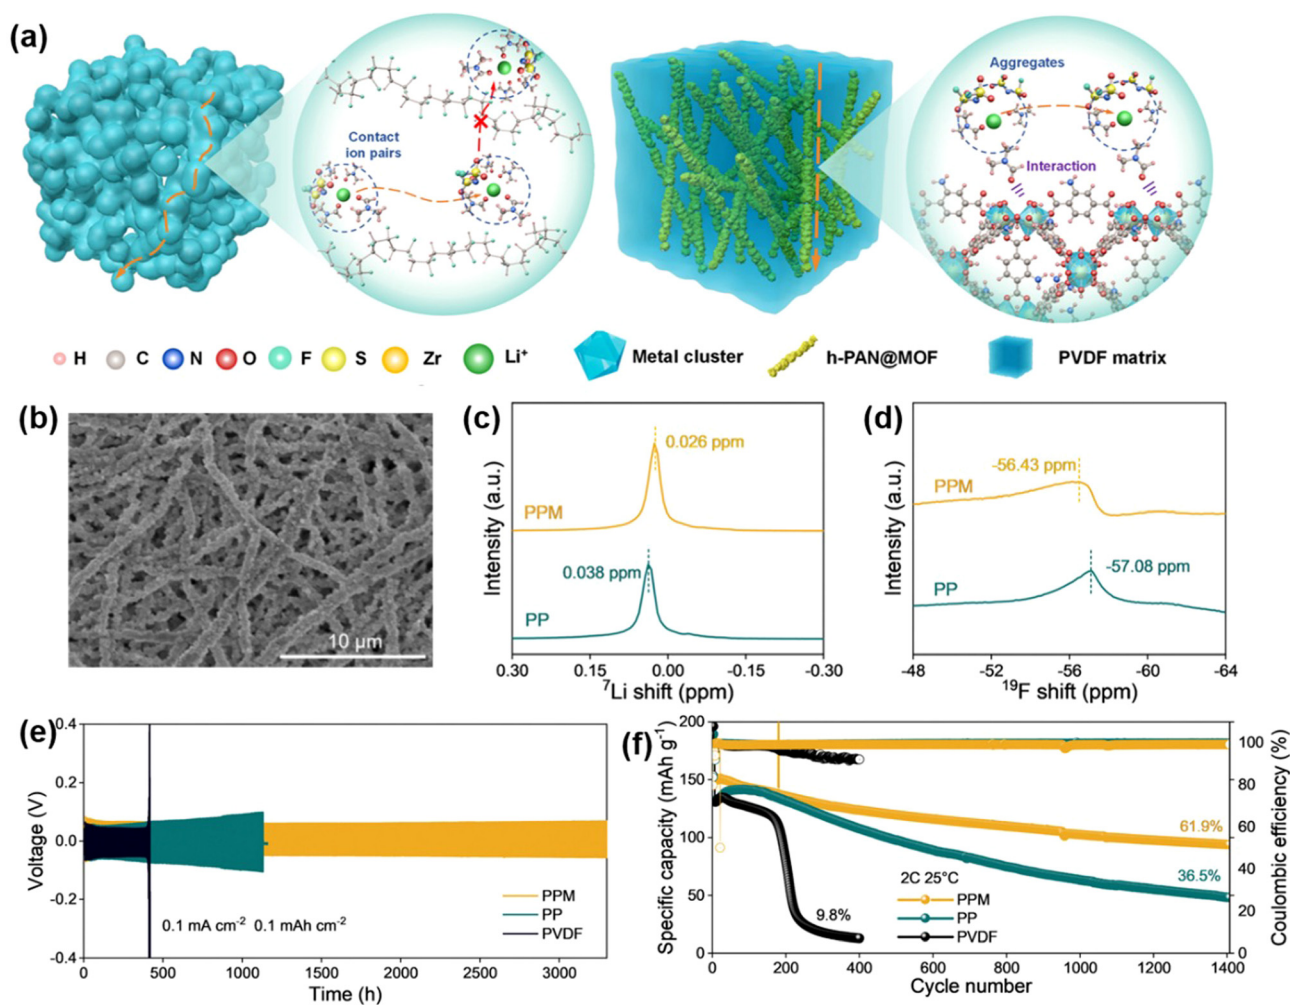 (a)
Contact
ion pairs
Aggregates
Interaction
H C N O F S Zr Li⁺ Metal cluster h-PAN@MOF PVDF matrix
(b)
10 μm
(c)
Intensity (a.u.)
0.026 ppm
PPM
0.038 ppm
PP
0.30 0.15 0.00 -0.15 -0.30
⁷Li shift (ppm)
(d)
Intensity (a.u.)
-56.43 ppm
PPM
-57.08 ppm
PP
-48 -52 -56 -60 -64
¹⁹F shift (ppm)
(e)
Voltage (V)
0.4
0.2
0.0
-0.2
-0.4
PPM
PP
PVDF
0.1 mA cm⁻² 0.1 mAh cm⁻²
0 500 1000 1500 2000 2500 3000
Time (h)
(f)
Specific capacity (mAh g⁻¹)
200
150
100
50
0
61.9%
36.5%
9.8%
2C 25°C
PPM
PP
PVDF
0 200 400 600 800 1000 1200 1400
Cycle number
100
80
60
40
20
0
Coulombic efficiency (%)